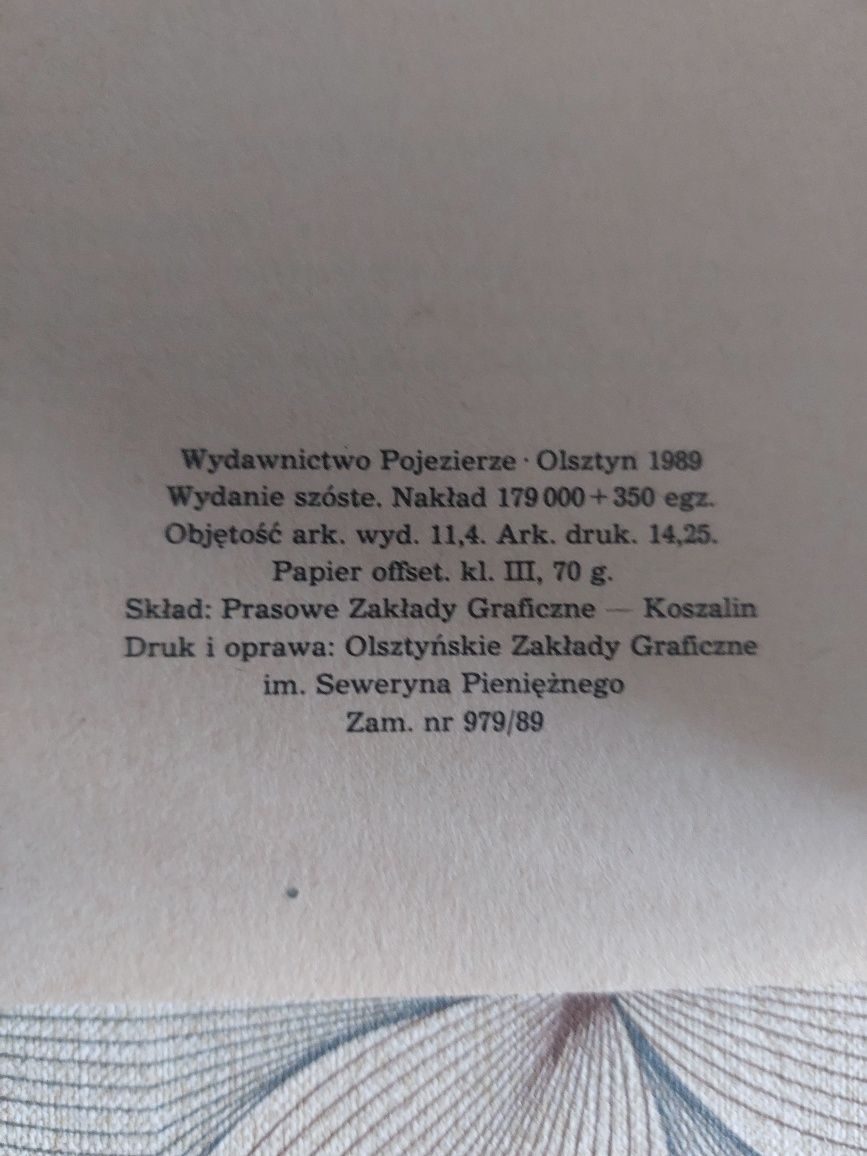 Wydawnictwo Pojezierze · Olsztyn 1989
Wydanie szóste. Nakład 179 000 + 350 egz.
Objętość ark. wyd. 11,4. Ark. druk. 14,25.
Papier offset. kl. III, 70 g.
Skład: Prasowe Zakłady Graficzne — Koszalin
Druk i oprawa: Olsztyńskie Zakłady Graficzne
im. Seweryna Pieniężnego
Zam. nr 979/89